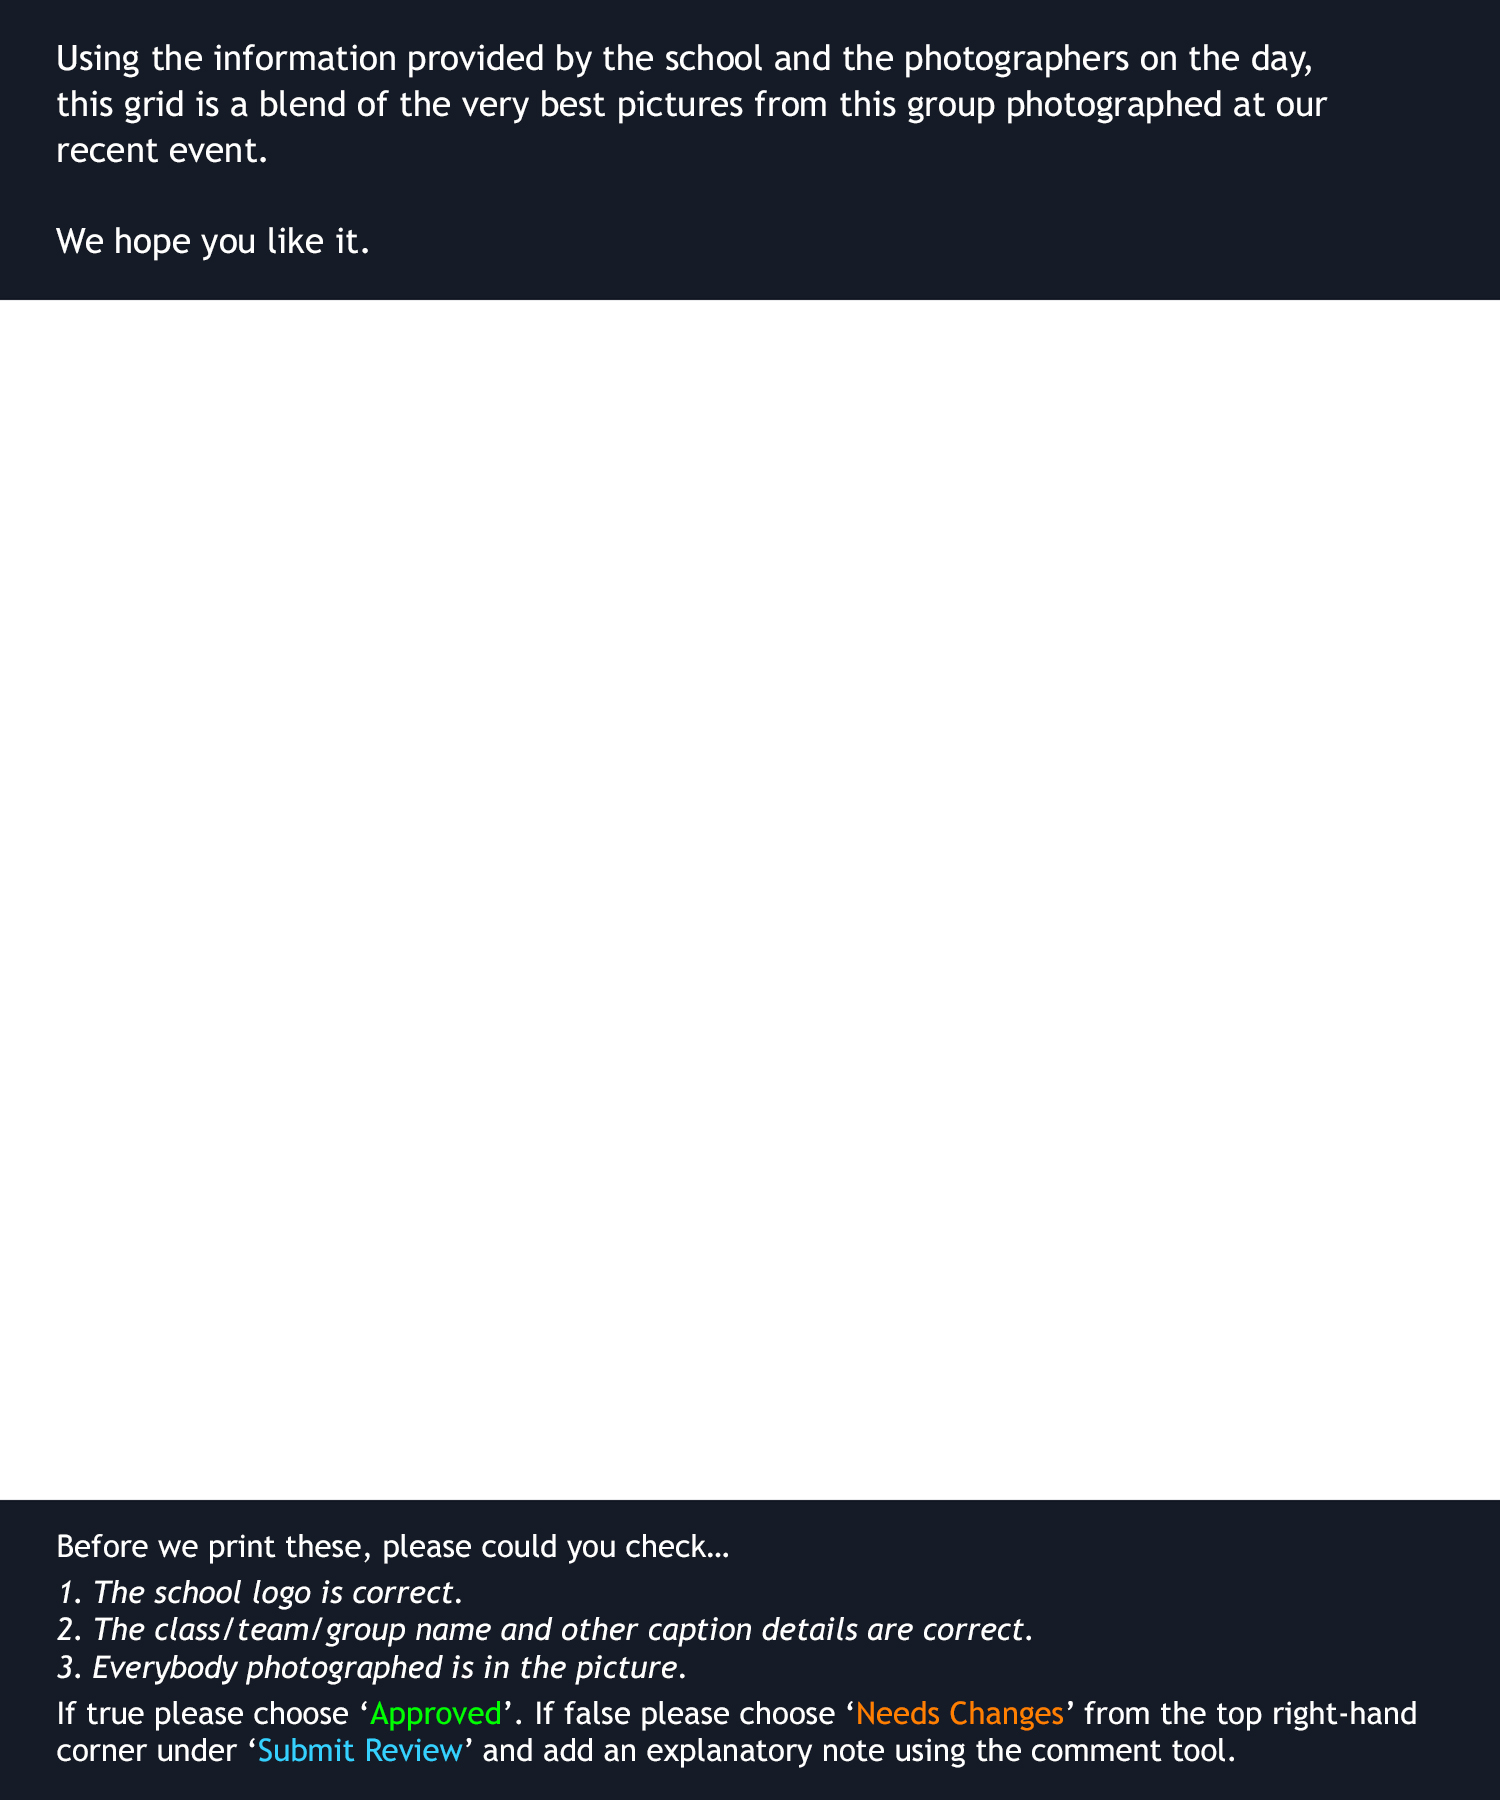 Using the information provided by the school and the photographers on the day,
this grid is a blend of the very best pictures from this group photographed at our
recent event.
We hope you like it.
Before we print these, please could you check…
1. The school logo is correct.
2. The class/team/group name and other caption details are correct.
3. Everybody photographed is in the picture.
If true please choose ‘Approved’. If false please choose ‘Needs Changes’ from the top right-hand
corner under ‘Submit Review’ and add an explanatory note using the comment tool.